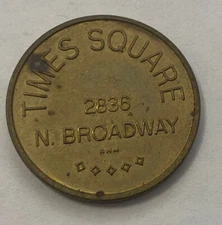 TIMES SQUARE
2836
N. BROADWAY